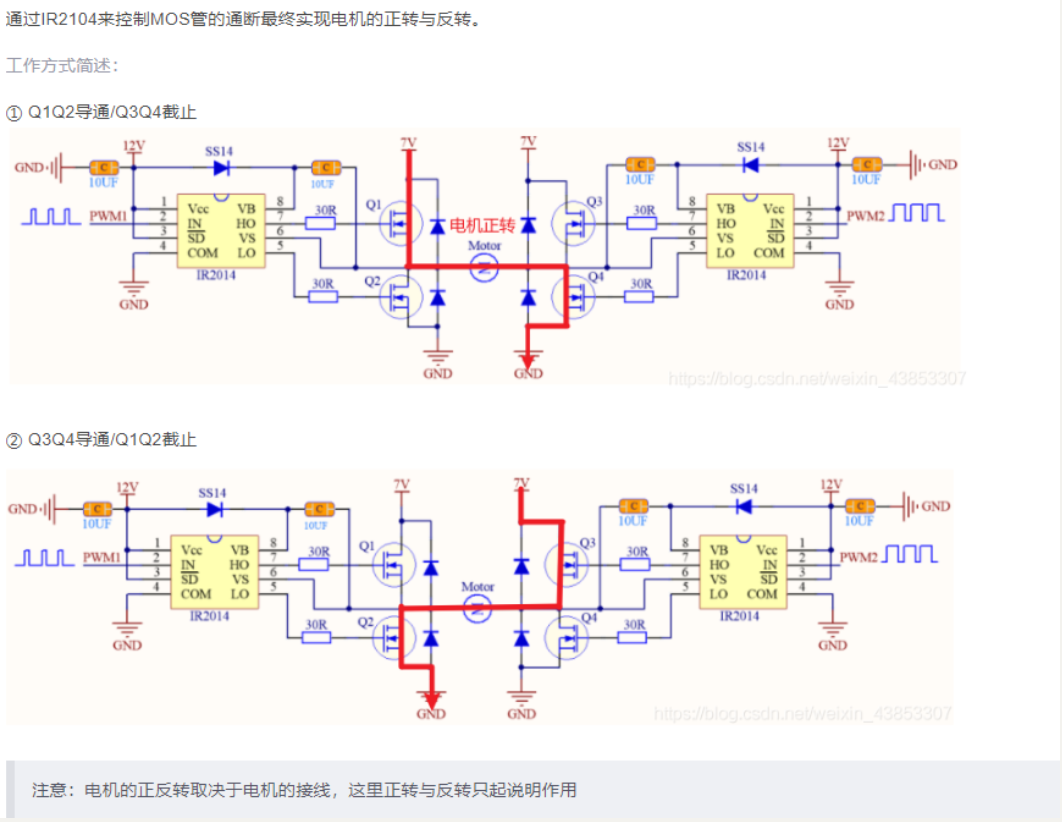 通过IR2104来控制MOS管的通断最终实现电机的正转与反转。
工作方式简述：
① Q1Q2导通/Q3Q4截止
12V SS14 7V 7V SS14 12V
GND C C C C GND
10UF 10UF 10UF 10UF
PWM1 1 Vcc VB 8 30R Q1 电机正转 Q3 30R 8 VB Vcc 1 PWM2
2 IN HO 7 7 HO IN 2
3 SD VS 6 Motor 6 VS SD 3
4 COM LO 5 5 LO COM 4
IR2014 30R Q2 Q4 30R IR2014
GND GND GND GND
https://blog.csdn.net/weixin_43853307
② Q3Q4导通/Q1Q2截止
12V SS14 7V 7V SS14 12V
GND C C C C GND
10UF 10UF 10UF 10UF
PWM1 1 Vcc VB 8 30R Q1 Q3 30R 8 VB Vcc 1 PWM2
2 IN HO 7 7 HO IN 2
3 SD VS 6 Motor 6 VS SD 3
4 COM LO 5 5 LO COM 4
IR2014 30R Q2 Q4 30R IR2014
GND GND GND GND
https://blog.csdn.net/weixin_43853307
注意：电机的正反转取决于电机的接线，这里正转与反转只起说明作用